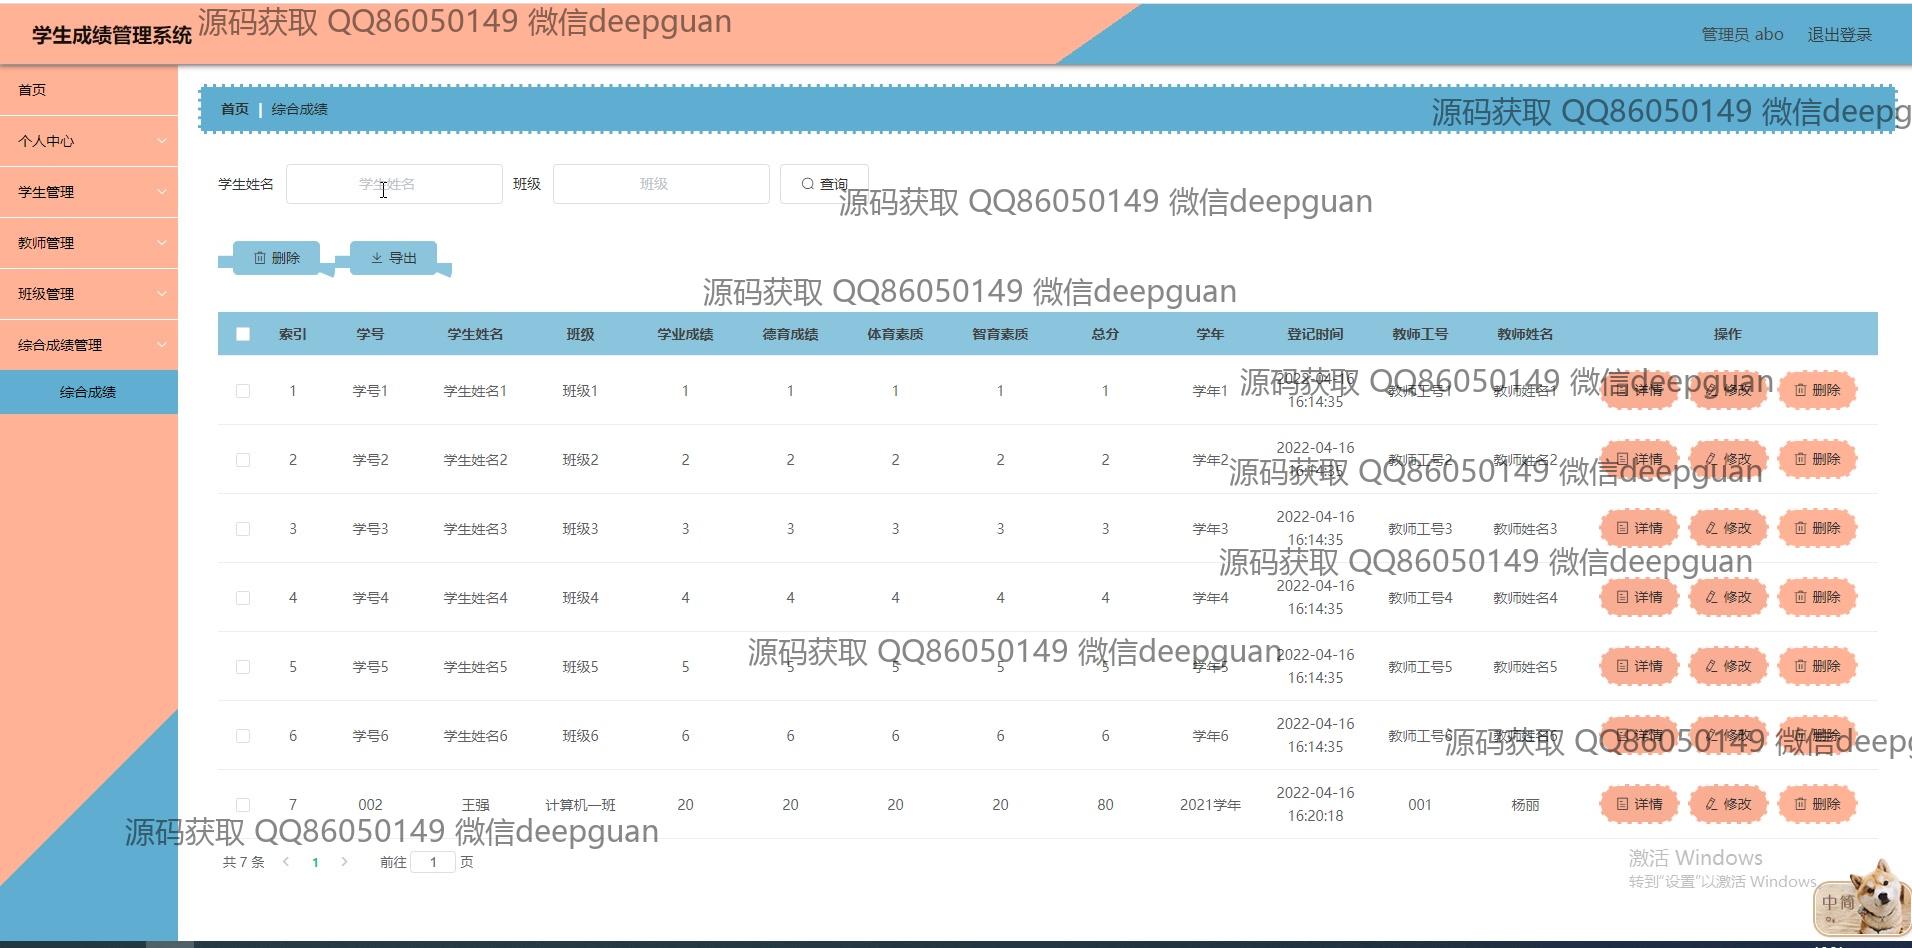 学生成绩管理系统 源码获取 QQ86050149 微信deepguan 管理员 abo 退出登录
首页
个人中心
学生管理
教师管理
班级管理
综合成绩管理
综合成绩
首页 | 综合成绩 源码获取 QQ86050149 微信deepg
学生姓名 学生姓名 班级 班级 查询
源码获取 QQ86050149 微信deepguan
删除 导出
源码获取 QQ86050149 微信deepguan
索引 学号 学生姓名 班级 学业成绩 德育成绩 体育素质 智育素质 总分 学年 登记时间 教师工号 教师姓名 操作
1 学号1 学生姓名1 班级1 1 1 1 1 1 学年1 2022-04-16 16:14:35 教师工号1 教师姓名1 详情 修改 删除
源码获取 QQ86050149 微信deepguan
2 学号2 学生姓名2 班级2 2 2 2 2 2 学年2 2022-04-16 16:14:35 教师工号2 教师姓名2 详情 修改 删除
源码获取 QQ86050149 微信deepguan
3 学号3 学生姓名3 班级3 3 3 3 3 3 学年3 2022-04-16 16:14:35 教师工号3 教师姓名3 详情 修改 删除
源码获取 QQ86050149 微信deepguan
4 学号4 学生姓名4 班级4 4 4 4 4 4 学年4 2022-04-16 16:14:35 教师工号4 教师姓名4 详情 修改 删除
源码获取 QQ86050149 微信deepguan
5 学号5 学生姓名5 班级5 5 5 5 5 5 学年5 2022-04-16 16:14:35 教师工号5 教师姓名5 详情 修改 删除
6 学号6 学生姓名6 班级6 6 6 6 6 6 学年6 2022-04-16 16:14:35 教师工号6 教师姓名6 详情 修改 删除
源码获取 QQ86050149 微信deepg
7 002 王强 计算机一班 20 20 20 20 80 2021学年 2022-04-16 16:20:18 001 杨丽 详情 修改 删除
源码获取 QQ86050149 微信deepguan
共 7 条 < 1 > 前往 1 页
激活 Windows
转到“设置”以激活 Windows
中 简